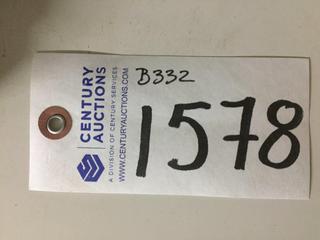 CENTURY
AUCTIONS
A DIVISION OF CENTURY SERVICES
WWW.CENTURYAUCTIONS.COM
B332
1578